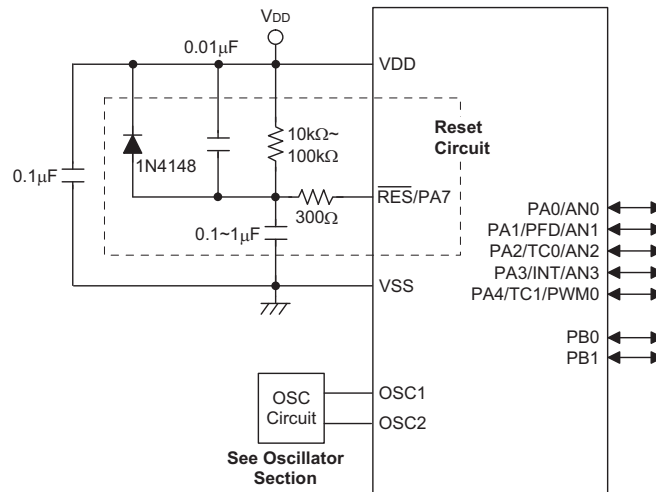 VDD
0.01μF
VDD
Reset
Circuit
10kΩ~
100kΩ
1N4148
0.1μF
RES/PA7
300Ω
0.1~1μF
VSS
PA0/AN0
PA1/PFD/AN1
PA2/TC0/AN2
PA3/INT/AN3
PA4/TC1/PWM0
PB0
PB1
OSC
Circuit
OSC1
OSC2
See Oscillator
Section